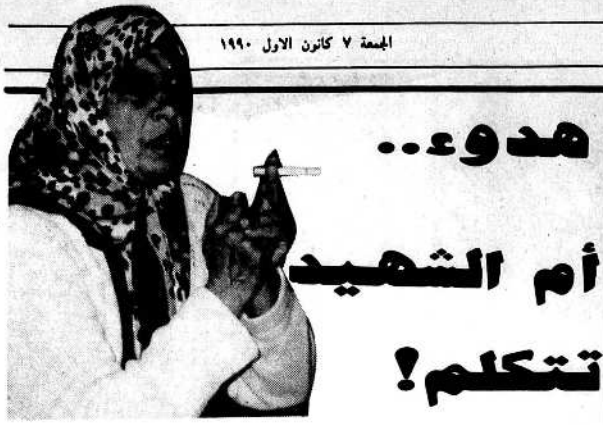 الجمعة ٧ كانون الاول ١٩٩٠
هدوء..
أم الشهيد
تتكلم!